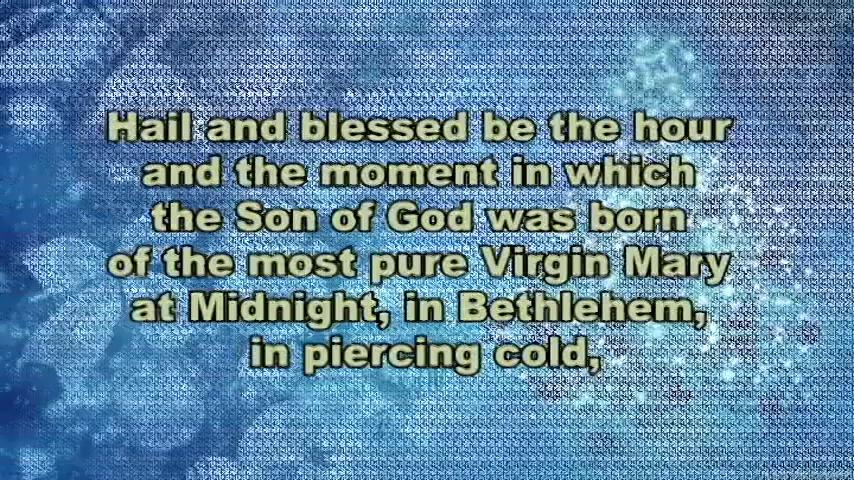 Hail and blessed be the hour
and the moment in which
the Son of God was born
of the most pure Virgin Mary
at Midnight, in Bethlehem,
in piercing cold,